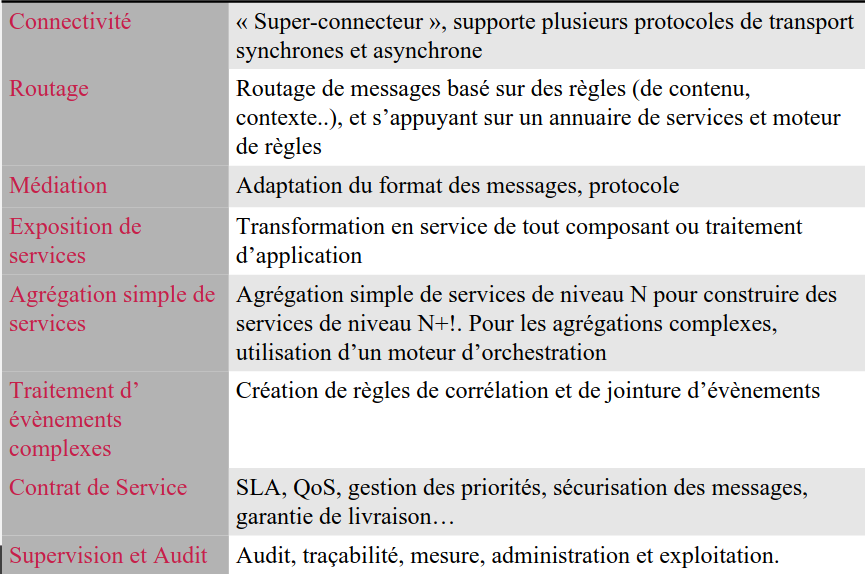 Connectivité
« Super-connecteur », supporte plusieurs protocoles de transport
synchrones et asynchrone
Routage
Routage de messages basé sur des règles (de contenu,
contexte..), et s’appuyant sur un annuaire de services et moteur
de règles
Médiation
Adaptation du format des messages, protocole
Exposition de
services
Transformation en service de tout composant ou traitement
d’application
Agrégation simple de
services
Agrégation simple de services de niveau N pour construire des
services de niveau N+!. Pour les agrégations complexes,
utilisation d’un moteur d’orchestration
Traitement d’
évènements
complexes
Création de règles de corrélation et de jointure d’évènements
Contrat de Service
SLA, QoS, gestion des priorités, sécurisation des messages,
garantie de livraison…
Supervision et Audit
Audit, traçabilité, mesure, administration et exploitation.